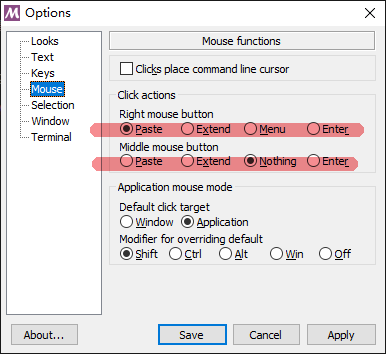 Options
Looks
Text
Keys
Mouse
Selection
Window
Terminal
Mouse functions
Clicks place command line cursor
Click actions
Right mouse button
Paste Extend Menu Enter
Middle mouse button
Paste Extend Nothing Enter
Application mouse mode
Default click target
Window Application
Modifier for overriding default
Shift Ctrl Alt Win Off
About... Save Cancel Apply